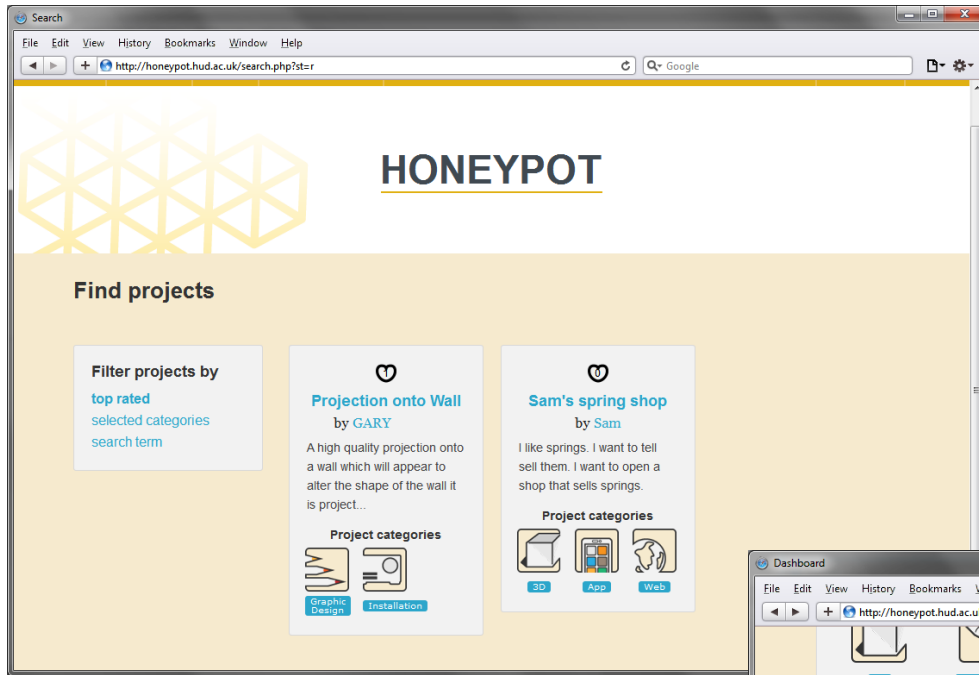 Search
File Edit View History Bookmarks Window Help
http://honeypot.hud.ac.uk/search.php?st=r
Google
HONEYPOT
Find projects
Filter projects by
top rated
selected categories
search term
1
Projection onto Wall
by GARY
A high quality projection onto
a wall which will appear to
alter the shape of the wall it
is project...
Project categories
Graphic
Design
Installation
0
Sam's spring shop
by Sam
I like springs. I want to tell
sell them. I want to open a
shop that sells springs.
Project categories
3D App Web
Dashboard
File Edit View History Bookmarks
http://honeypot.hud.ac.u